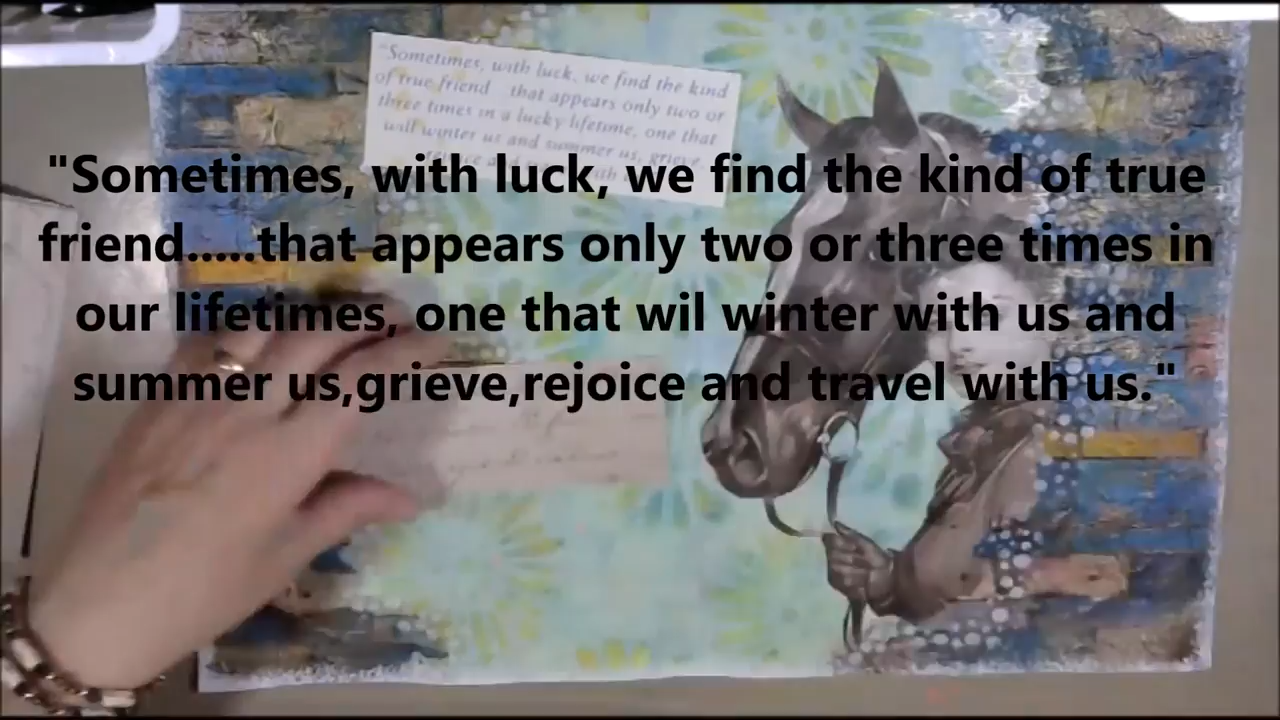 "Sometimes, with luck, we find the kind
of true friend that appears only two or
three times in a lucky lifetime, one that
will winter us and summer us, grieve,
"Sometimes, with luck, we find the kind of true
friend.....that appears only two or three times in
our lifetimes, one that wil winter with us and
summer us,grieve,rejoice and travel with us."